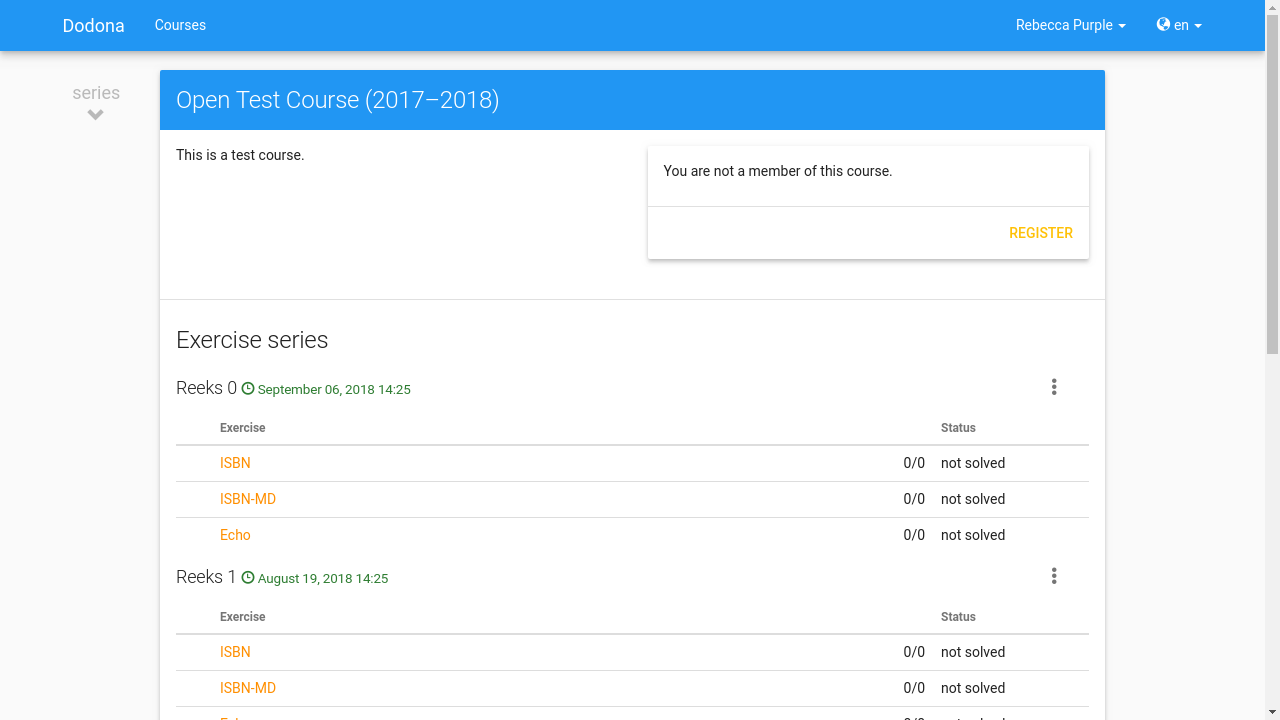 Dodona Courses Rebecca Purple en
series
Open Test Course (2017–2018)
This is a test course.
You are not a member of this course.
REGISTER
Exercise series
Reeks 0 September 06, 2018 14:25
Exercise Status
ISBN 0/0 not solved
ISBN-MD 0/0 not solved
Echo 0/0 not solved
Reeks 1 August 19, 2018 14:25
Exercise Status
ISBN 0/0 not solved
ISBN-MD 0/0 not solved